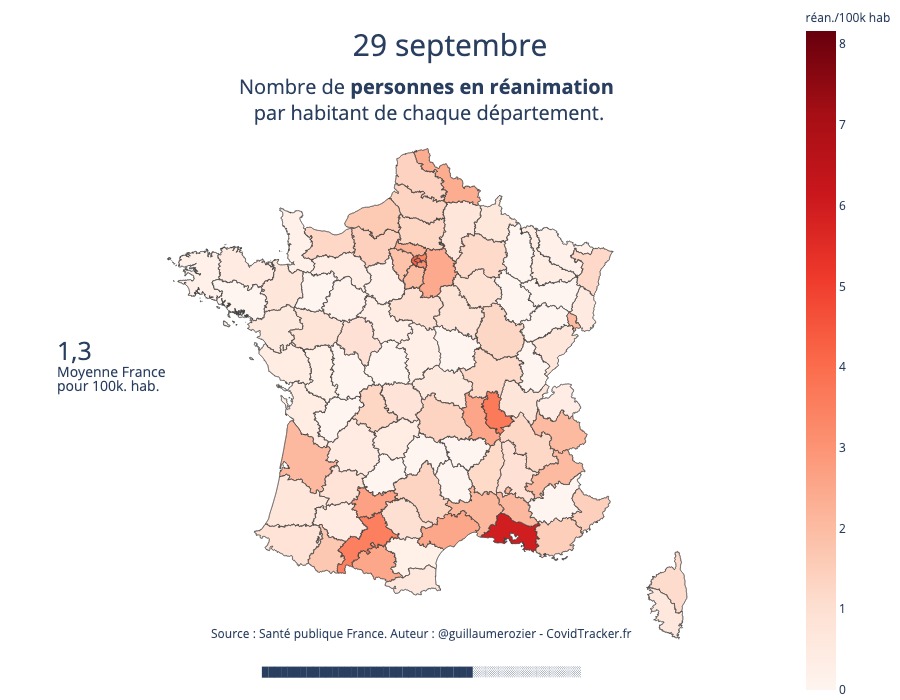 réan./100k hab
29 septembre
Nombre de personnes en réanimation
par habitant de chaque département.
8
7
6
5
4
3
2
1
0
1,3
Moyenne France
pour 100k. hab.
Source : Santé publique France. Auteur : @guillaumerozier - CovidTracker.fr